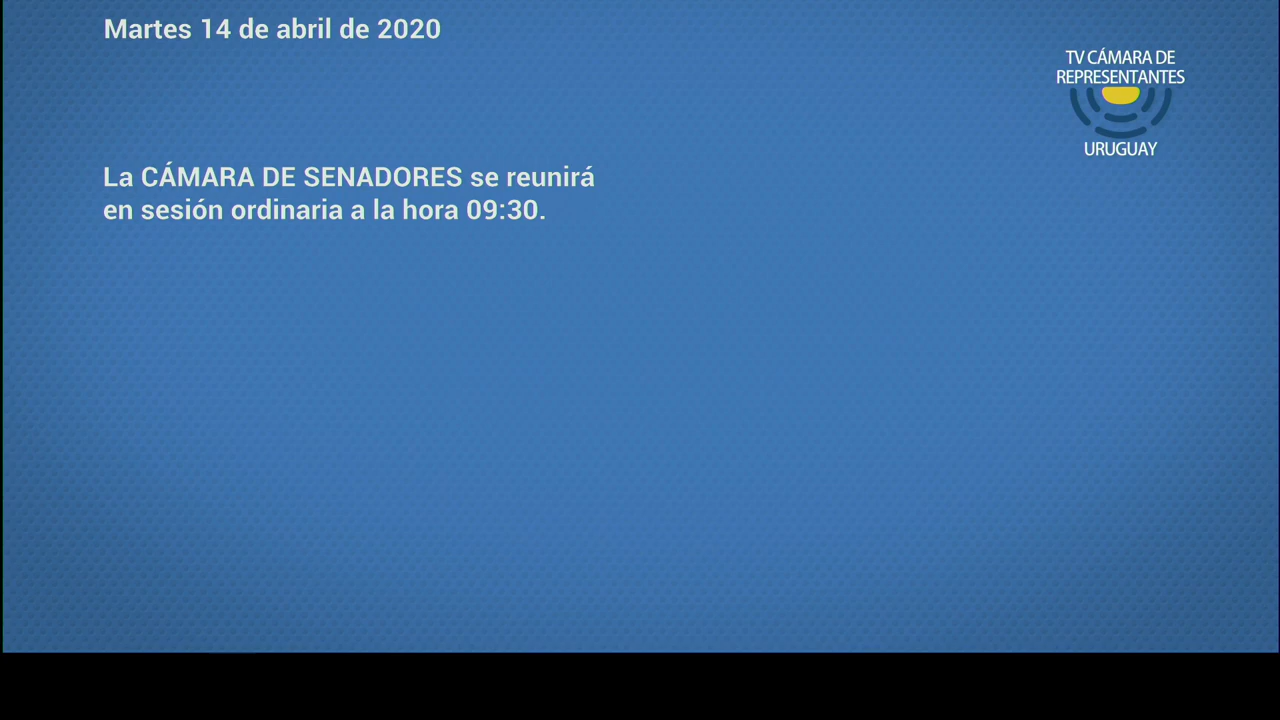 Martes 14 de abril de 2020
TV CÁMARA DE
REPRESENTANTES
URUGUAY
La CÁMARA DE SENADORES se reunirá
en sesión ordinaria a la hora 09:30.